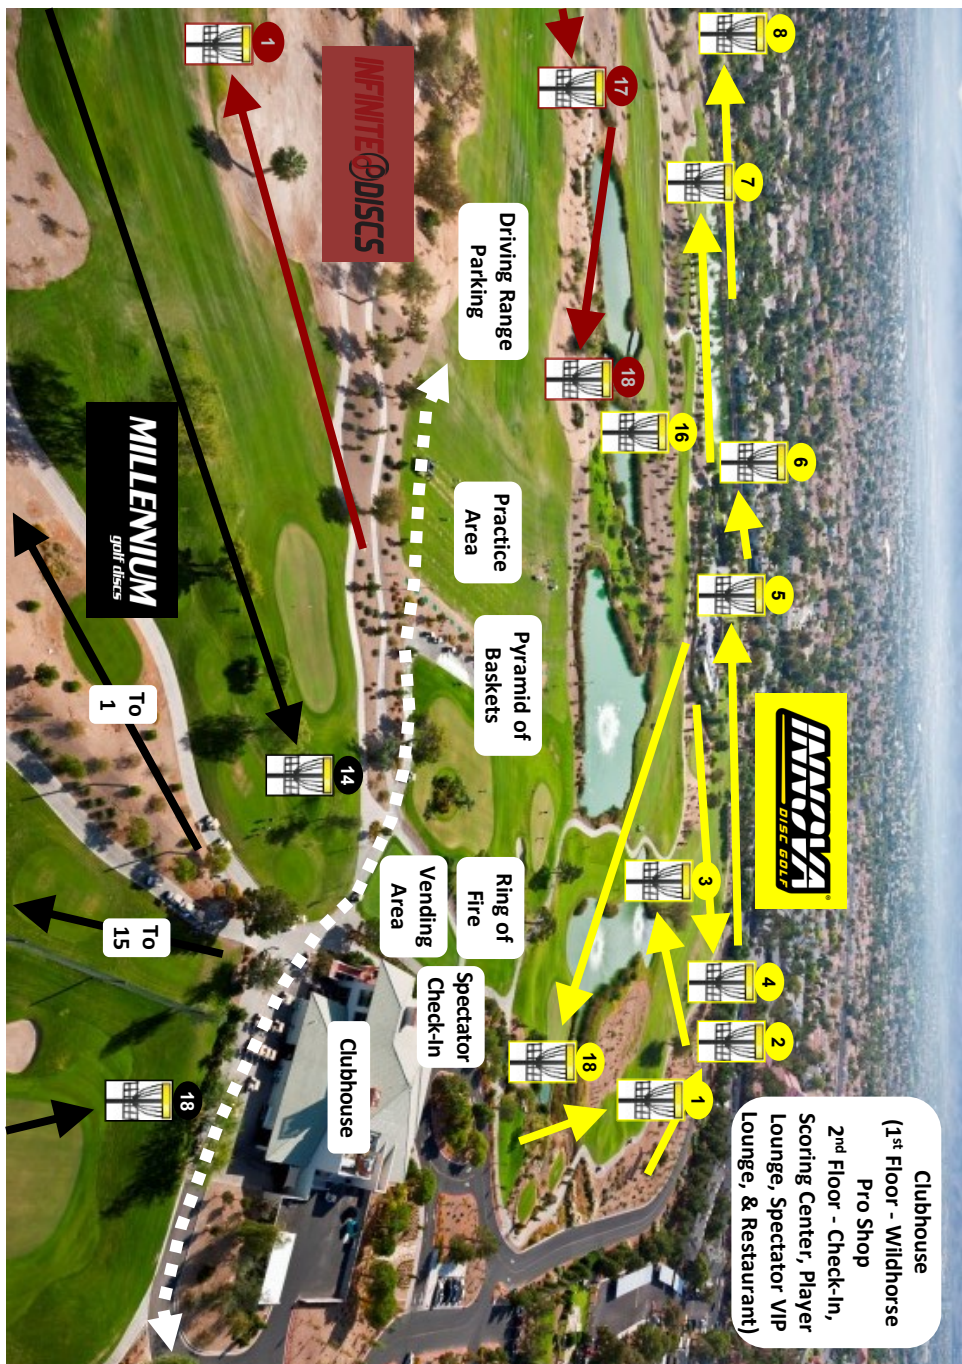 Clubhouse
(1st Floor - Wildhorse
Pro Shop
2nd Floor - Check-In,
Scoring Center, Player
Lounge, Spectator VIP
Lounge, & Restaurant)
INNOVA
DISC GOLF®
8
7
6
5
4
2
3
1
16
17
18
18
Driving Range
Parking
Practice
Area
Pyramid of
Baskets
Ring of
Fire
Spectator
Check-In
Vending
Area
INFINITE DISCS
Clubhouse
14
1
18
MILLENNIUM
golf discs
To
1
To
15